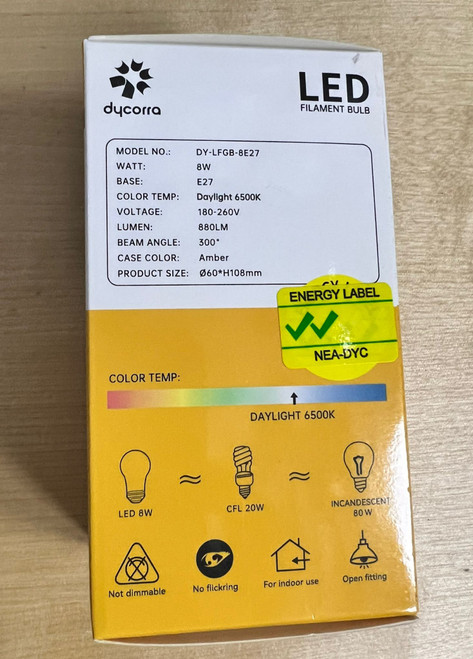 dycorra
LED
FILAMENT BULB
MODEL NO.: DY-LFGB-8E27
WATT: 8W
BASE: E27
COLOR TEMP: Daylight 6500K
VOLTAGE: 180-260V
LUMEN: 880LM
BEAM ANGLE: 300°
CASE COLOR: Amber
PRODUCT SIZE: Ø60*H108mm
ENERGY LABEL
NEA-DYC
COLOR TEMP:
DAYLIGHT 6500K
LED 8W
CFL 20W
INCANDESCENT
80W
Not dimmable
No flickring
For indoor use
Open fitting